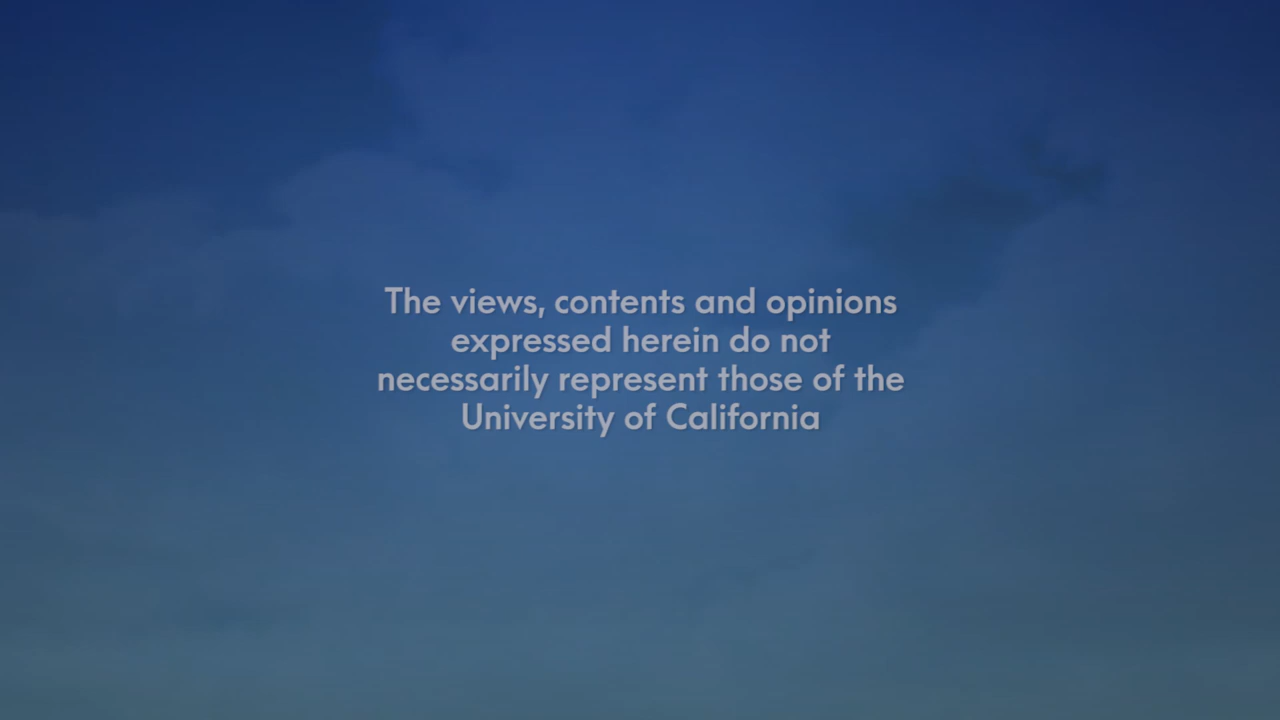 The views, contents and opinions
expressed herein do not
necessarily represent those of the
University of California